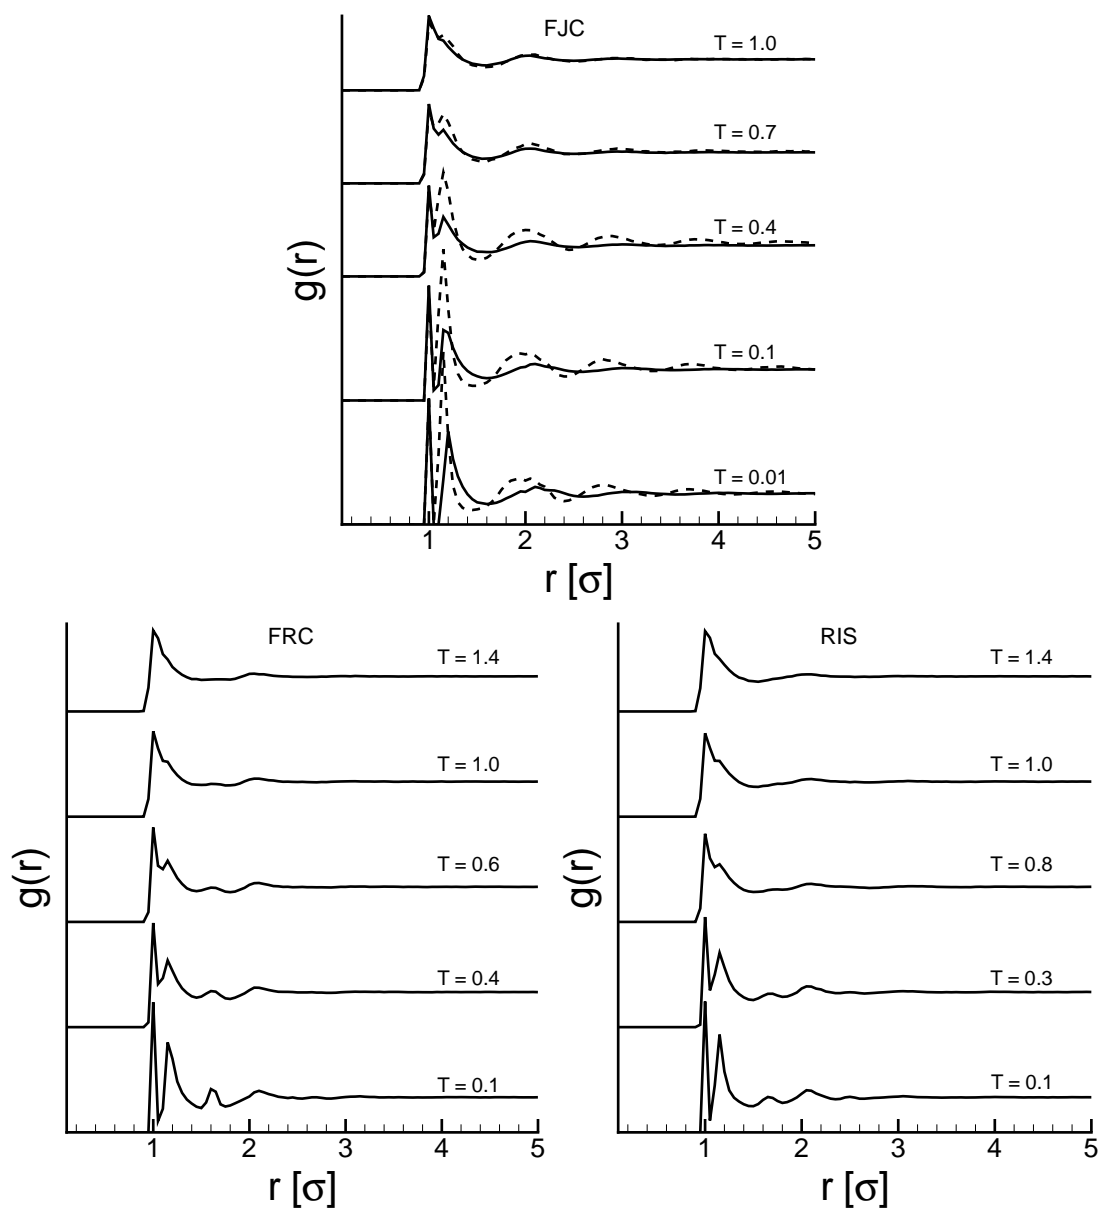 FJC
T = 1.0
T = 0.7
T = 0.4
T = 0.1
T = 0.01
g(r)
1 2 3 4 5
r [σ]
FRC
T = 1.4
T = 1.0
T = 0.6
T = 0.4
T = 0.1
g(r)
1 2 3 4 5
r [σ]
RIS
T = 1.4
T = 1.0
T = 0.8
T = 0.3
T = 0.1
g(r)
1 2 3 4 5
r [σ]